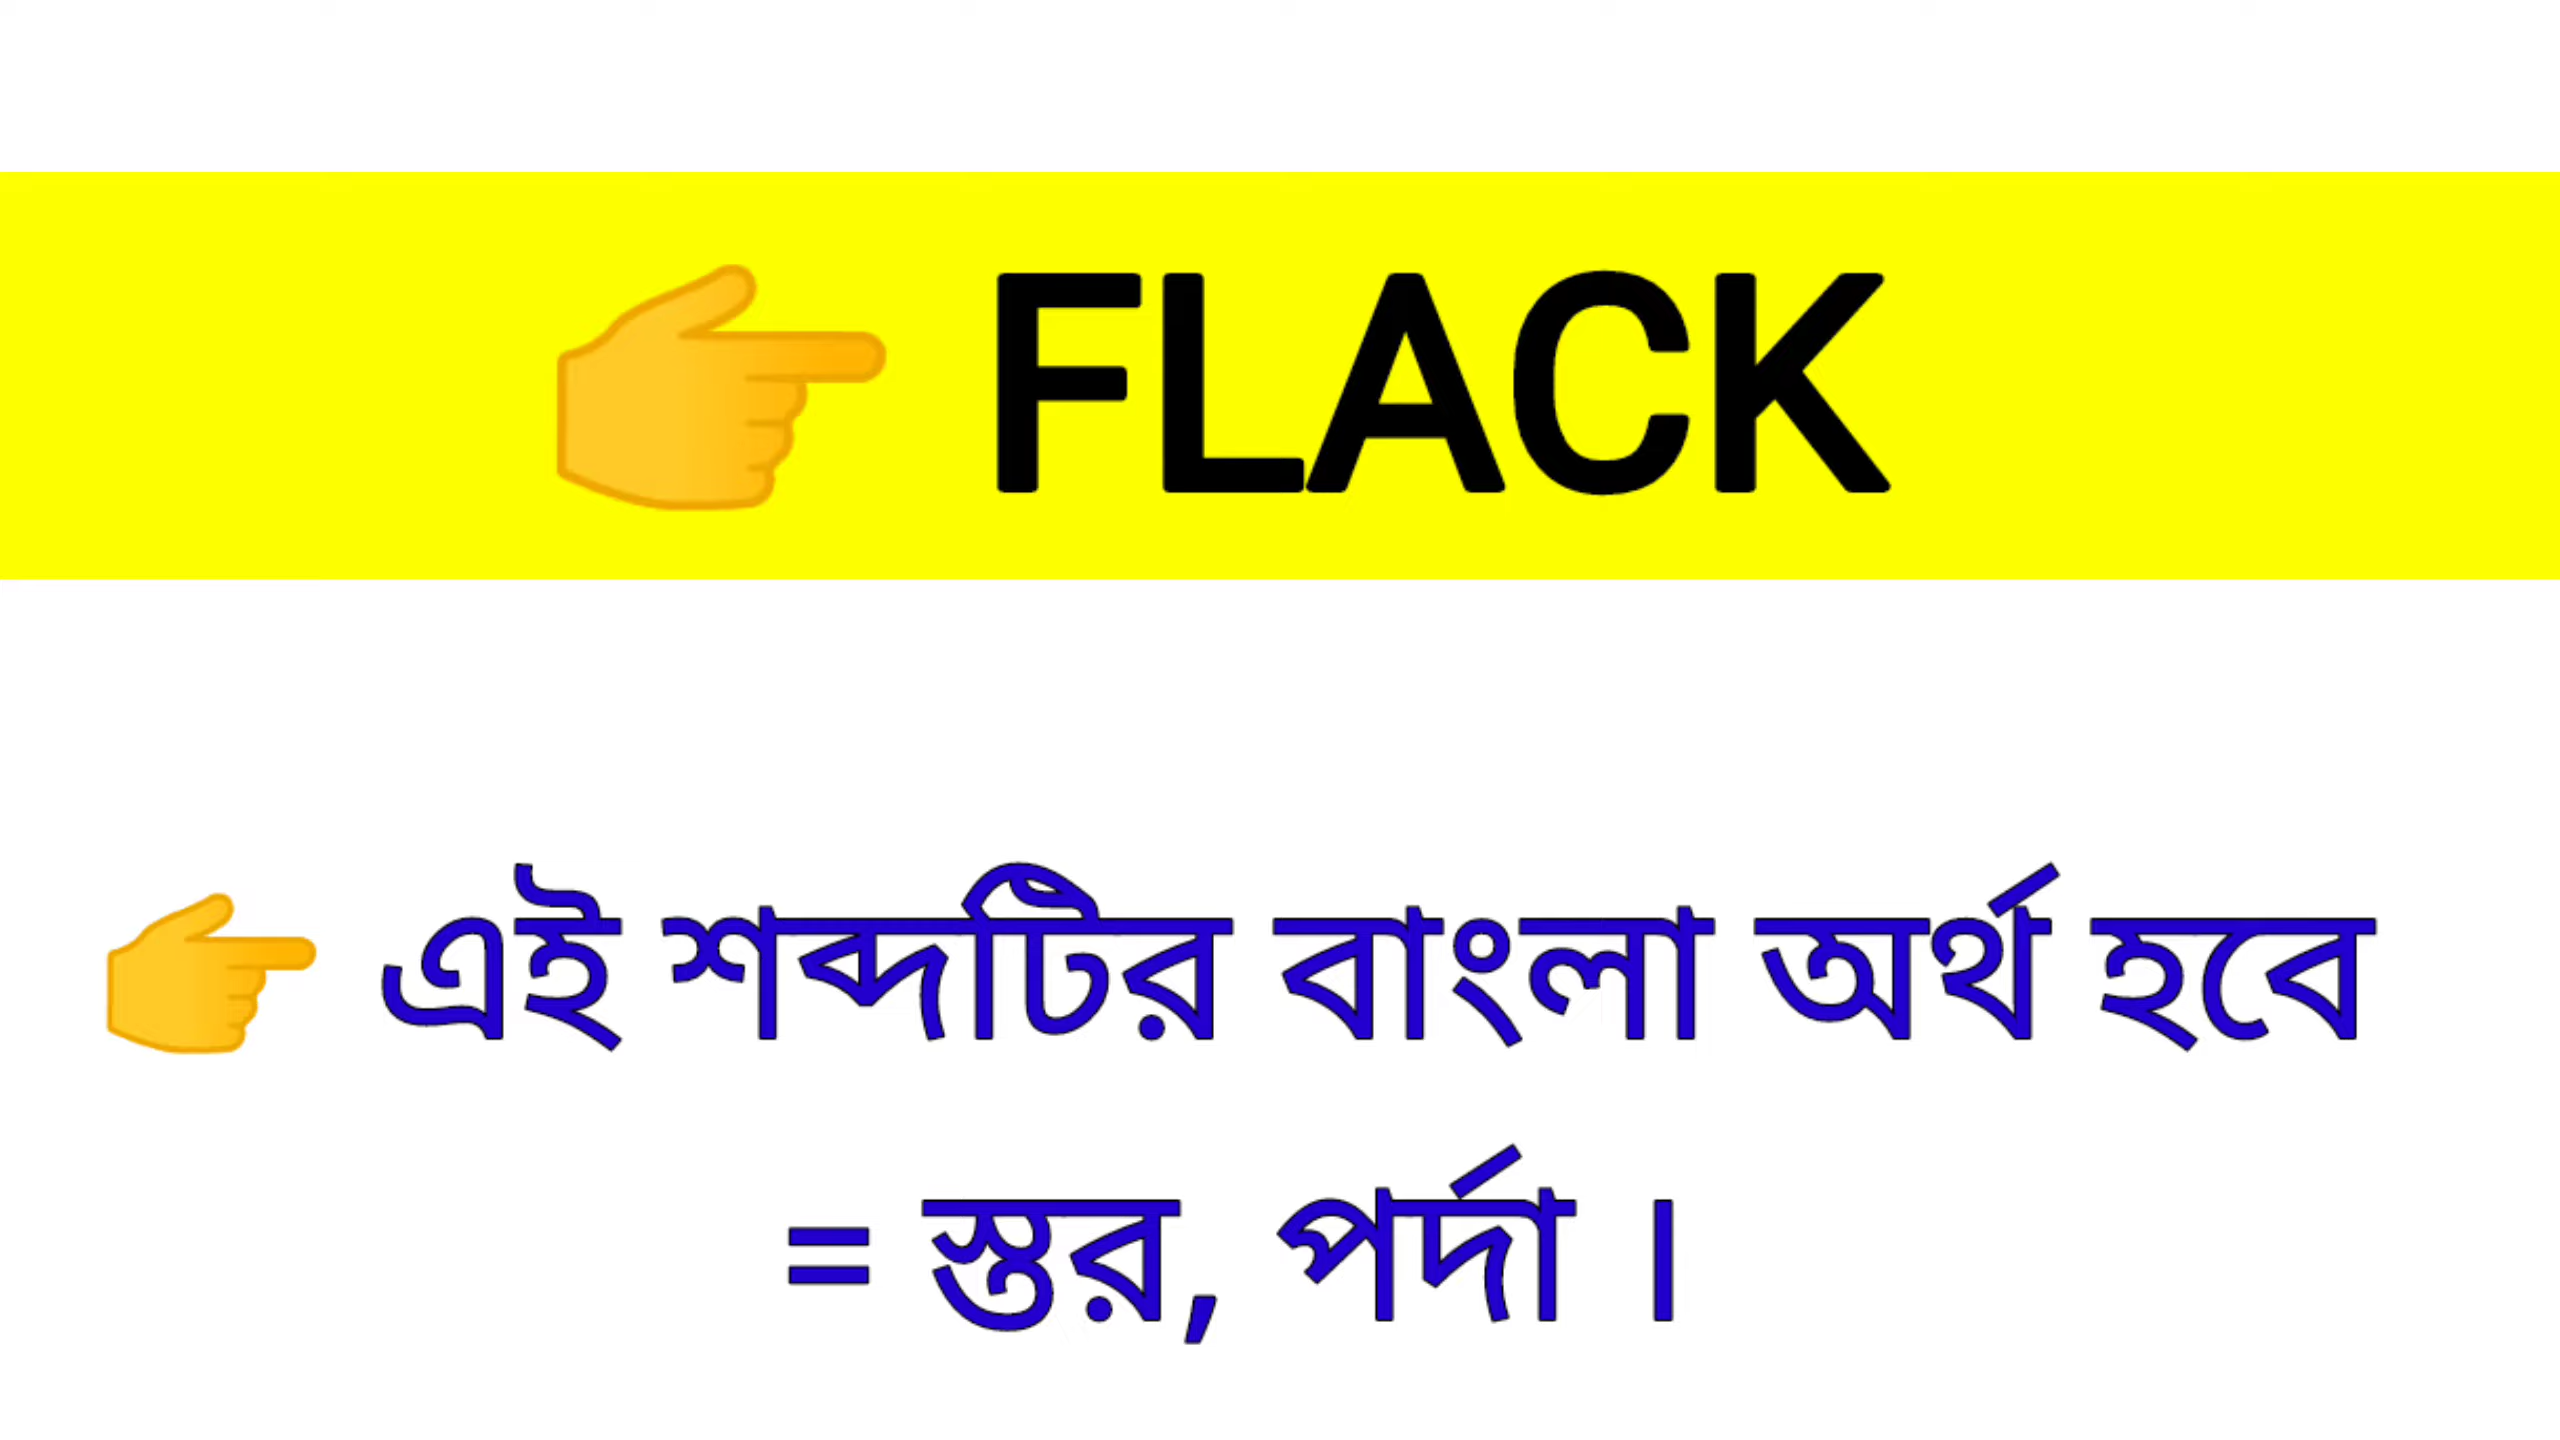 👉 FLACK
👉 এই শব্দটির বাংলা অর্থ হবে
= স্তর, পর্দা ।